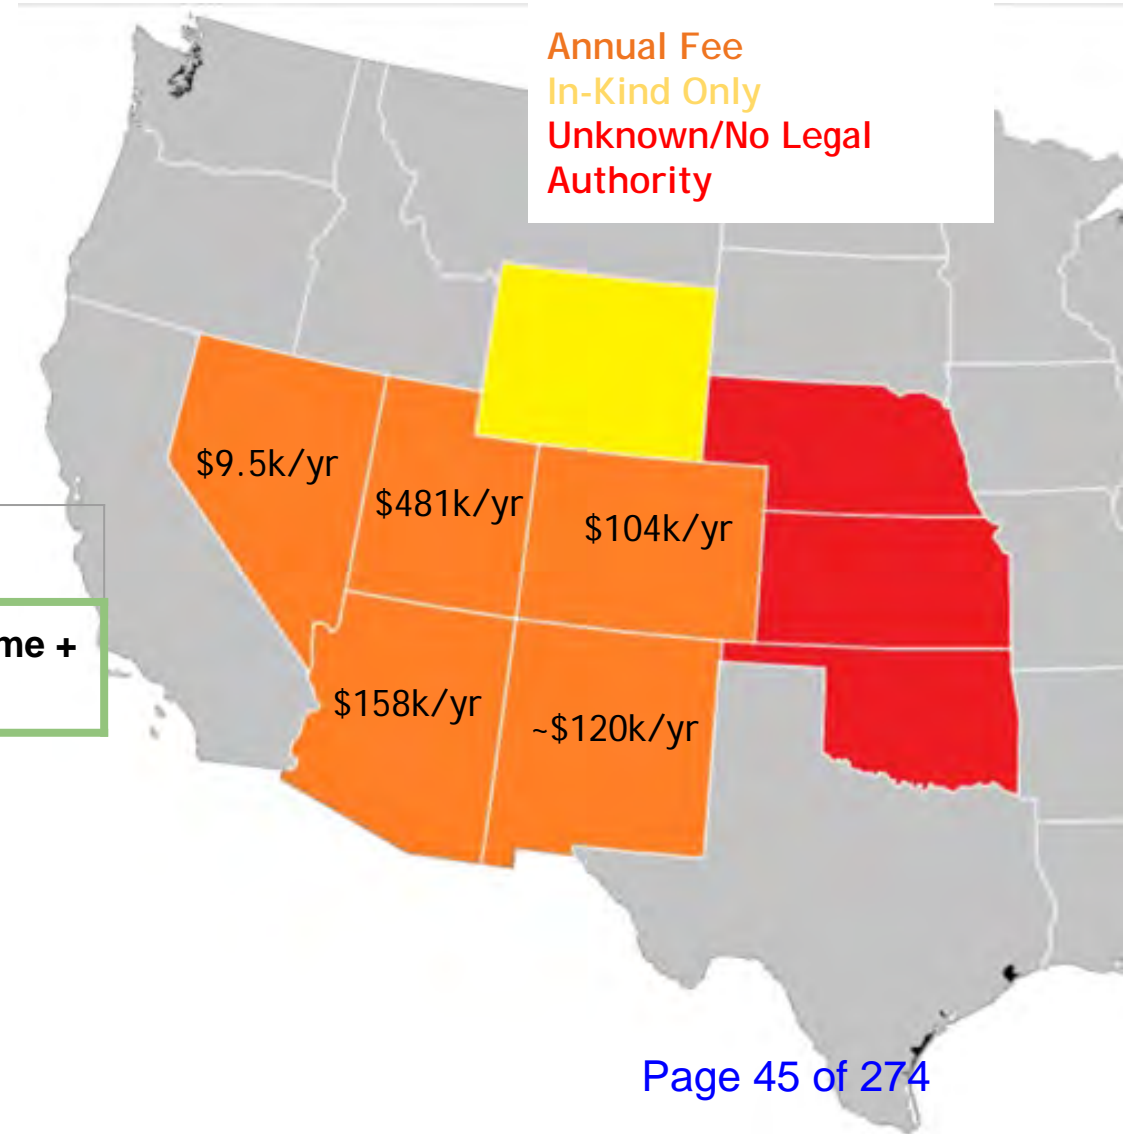 Annual Fee
In-Kind Only
Unknown/No Legal
Authority
$9.5k/yr
$481k/yr
$104k/yr
me +
$158k/yr
~$120k/yr
Page 45 of 274